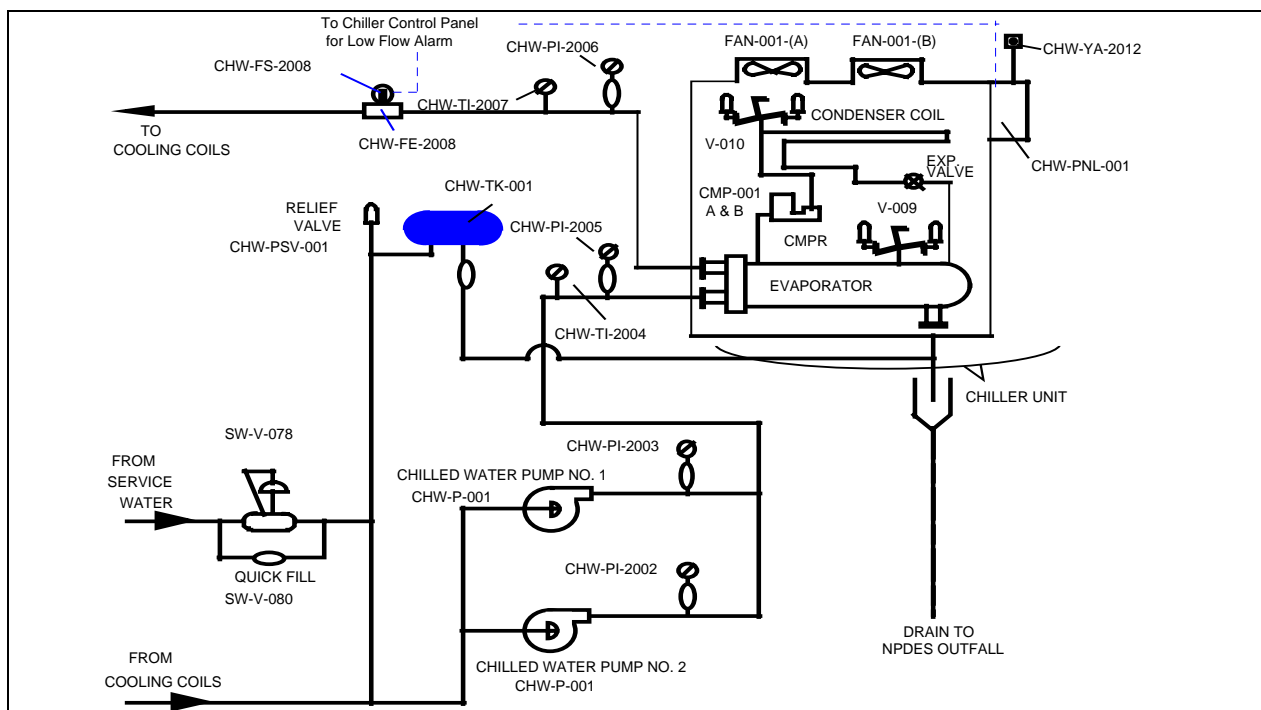 To Chiller Control Panel
for Low Flow Alarm
CHW-FS-2008
CHW-PI-2006
FAN-001-(A)
FAN-001-(B)
CHW-YA-2012
CHW-TI-2007
CONDENSER COIL
TO
COOLING COILS
CHW-FE-2008
V-010
CHW-PNL-001
EXP.
VALVE
CHW-TK-001
CMP-001
A & B
V-009
RELIEF
VALVE
CHW-PSV-001
CHW-PI-2005
CMPR
EVAPORATOR
CHW-TI-2004
CHILLER UNIT
SW-V-078
CHW-PI-2003
FROM
SERVICE
WATER
CHILLED WATER PUMP NO. 1
CHW-P-001
QUICK FILL
SW-V-080
CHW-PI-2002
DRAIN TO
NPDES OUTFALL
FROM
COOLING COILS
CHILLED WATER PUMP NO. 2
CHW-P-001